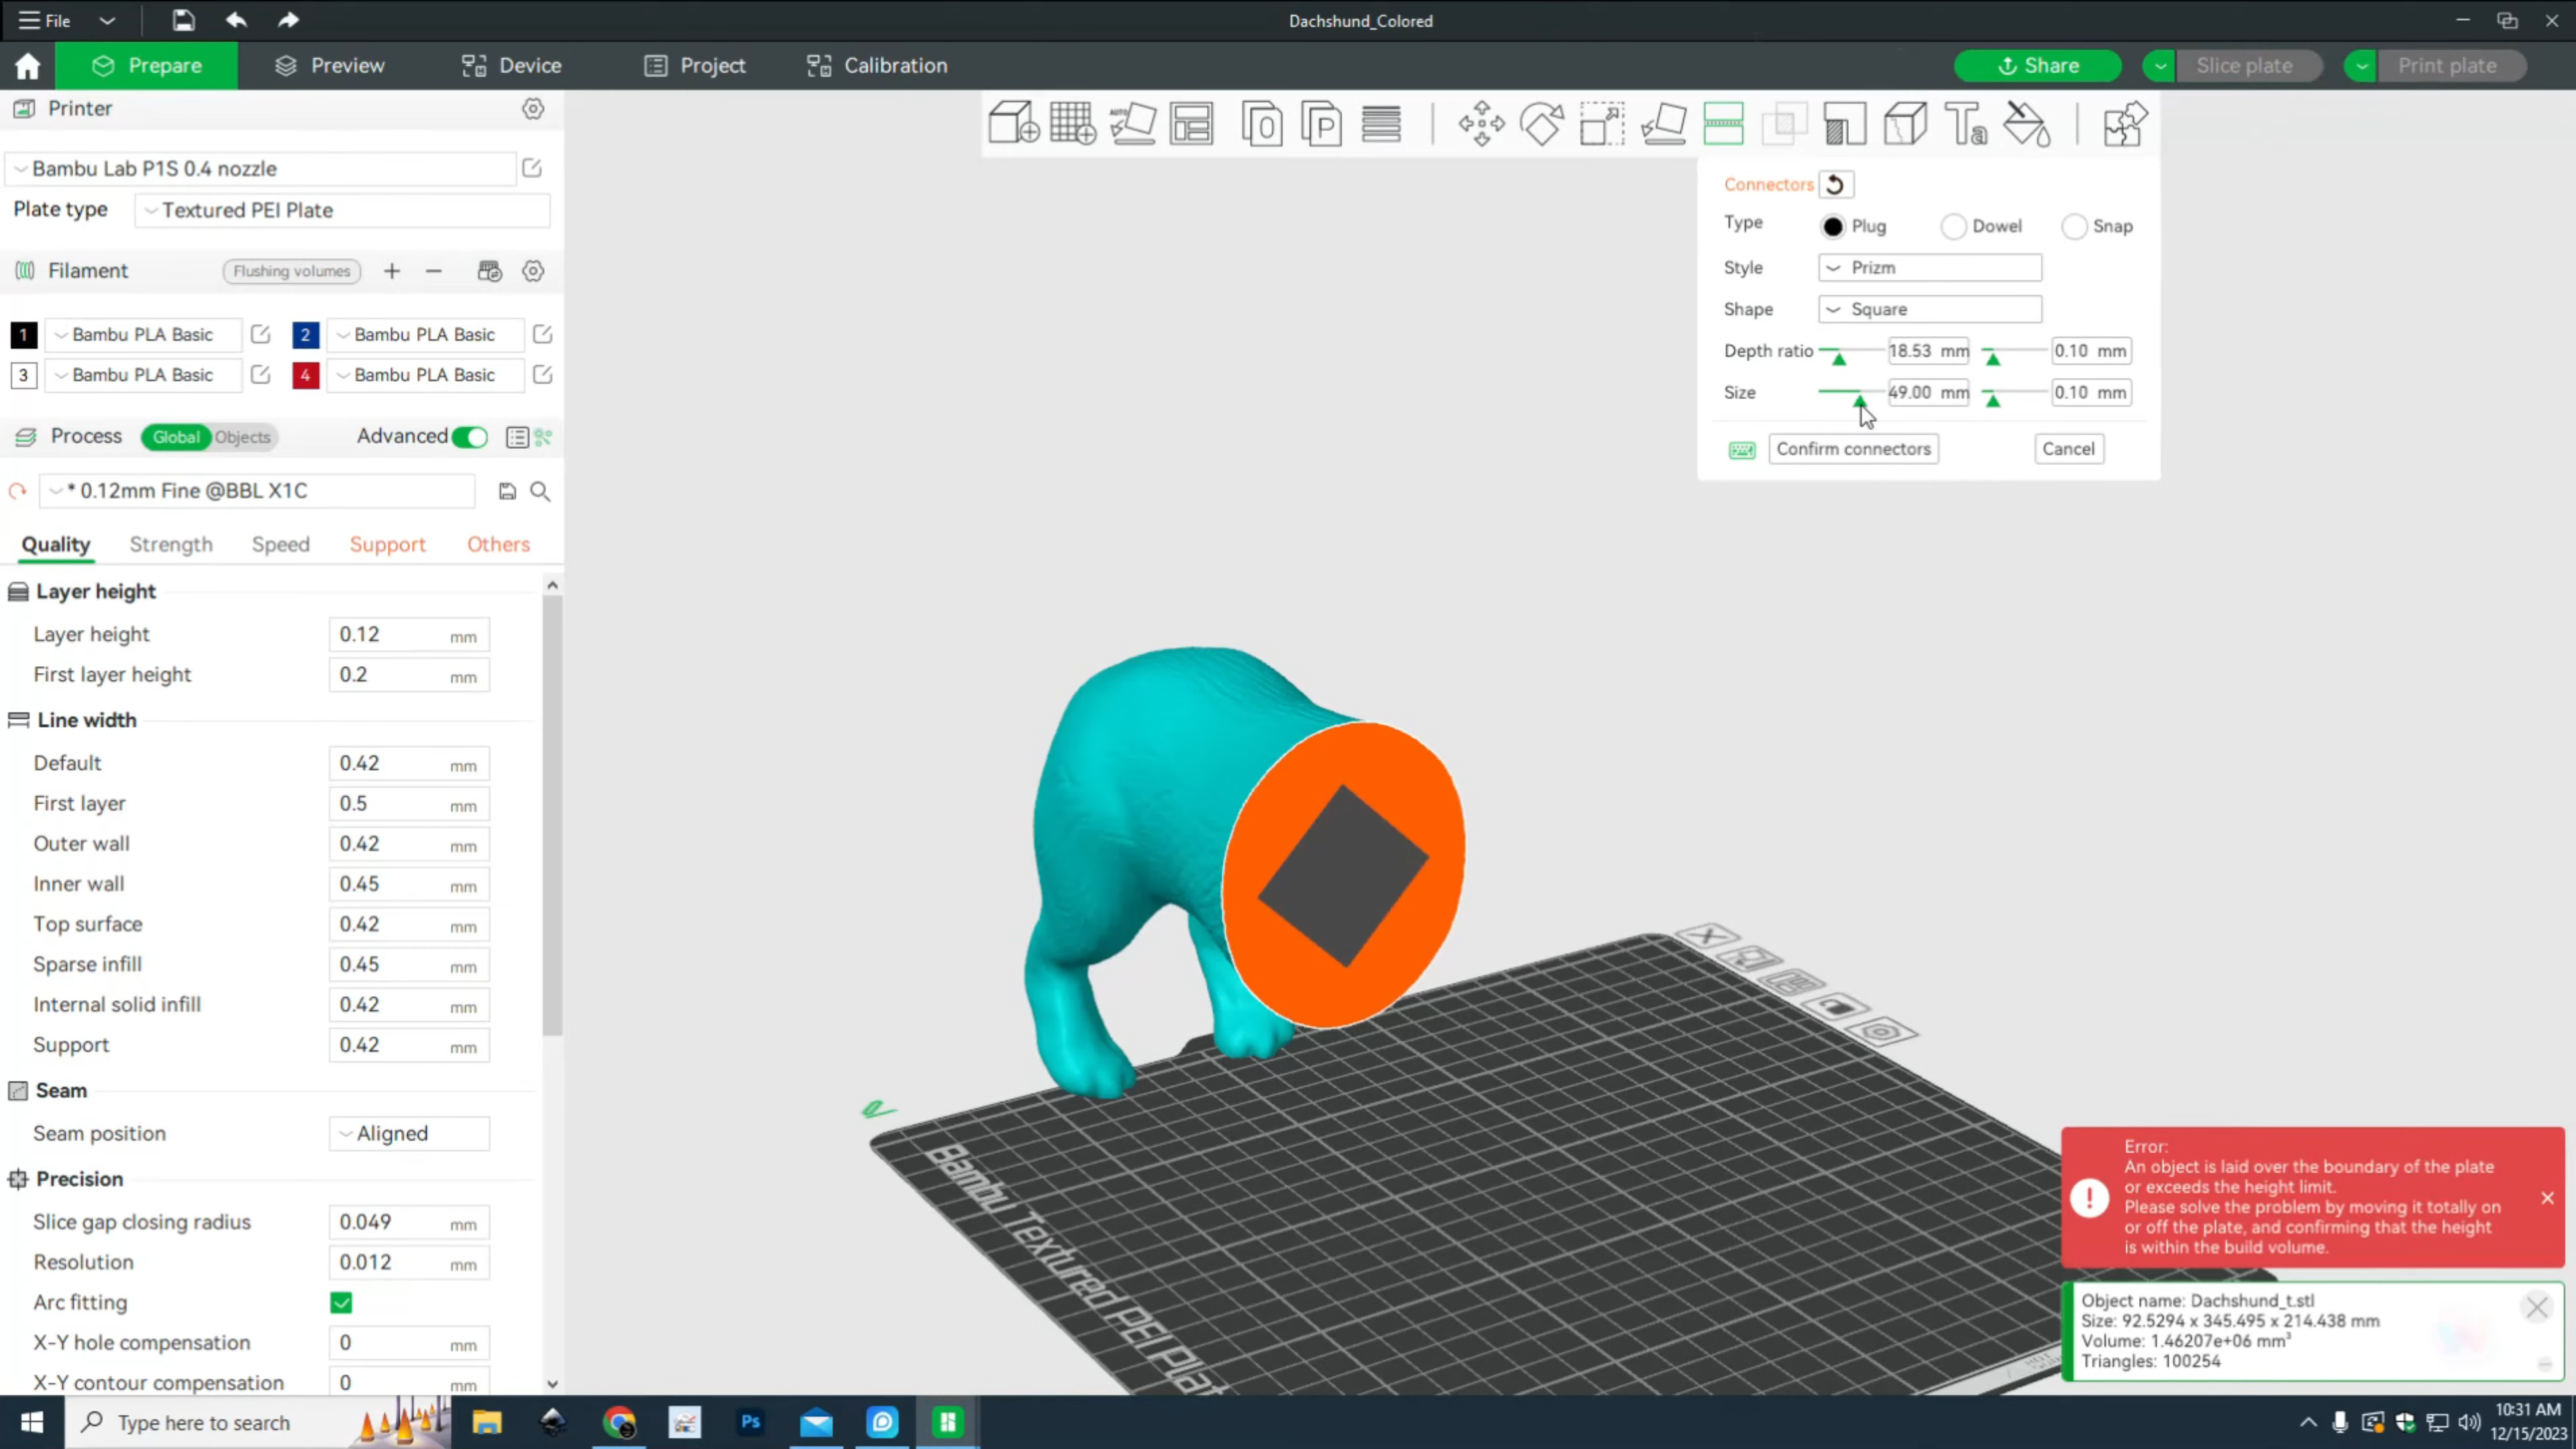 File
Dachshund_Colored
Prepare
Preview
Device
Project
Calibration
Share
Slice plate
Print plate
Printer
Bambu Lab P1S 0.4 nozzle
Plate type
Textured PEI Plate
Filament
Flushing volumes
1
Bambu PLA Basic
2
Bambu PLA Basic
3
Bambu PLA Basic
4
Bambu PLA Basic
Process
Global
Objects
Advanced
* 0.12mm Fine @BBL X1C
Quality
Strength
Speed
Support
Others
Layer height
Layer height 0.12 mm
First layer height 0.2 mm
Line width
Default 0.42 mm
First layer 0.5 mm
Outer wall 0.42 mm
Inner wall 0.45 mm
Top surface 0.42 mm
Sparse infill 0.45 mm
Internal solid infill 0.42 mm
Support 0.42 mm
Seam
Seam position Aligned
Precision
Slice gap closing radius 0.049 mm
Resolution 0.012 mm
Arc fitting
X-Y hole compensation 0 mm
X-Y contour compensation 0 mm
AUTO
O
P
Ta
Connectors
Type Plug Dowel Snap
Style Prizm
Shape Square
Depth ratio 18.53 mm 0.10 mm
Size 49.00 mm 0.10 mm
Confirm connectors
Cancel
Bambu Textured PEI Plat
Error:
An object is laid over the boundary of the plate
or exceeds the height limit.
Please solve the problem by moving it totally on
or off the plate, and confirming that the height
is within the build volume.
Object name: Dachshund_t.stl
Size: 92.5294 x 345.495 x 214.438 mm
Volume: 1.46207e+06 mm³
Triangles: 100254
Type here to search
Ps
10:31 AM
12/15/2023